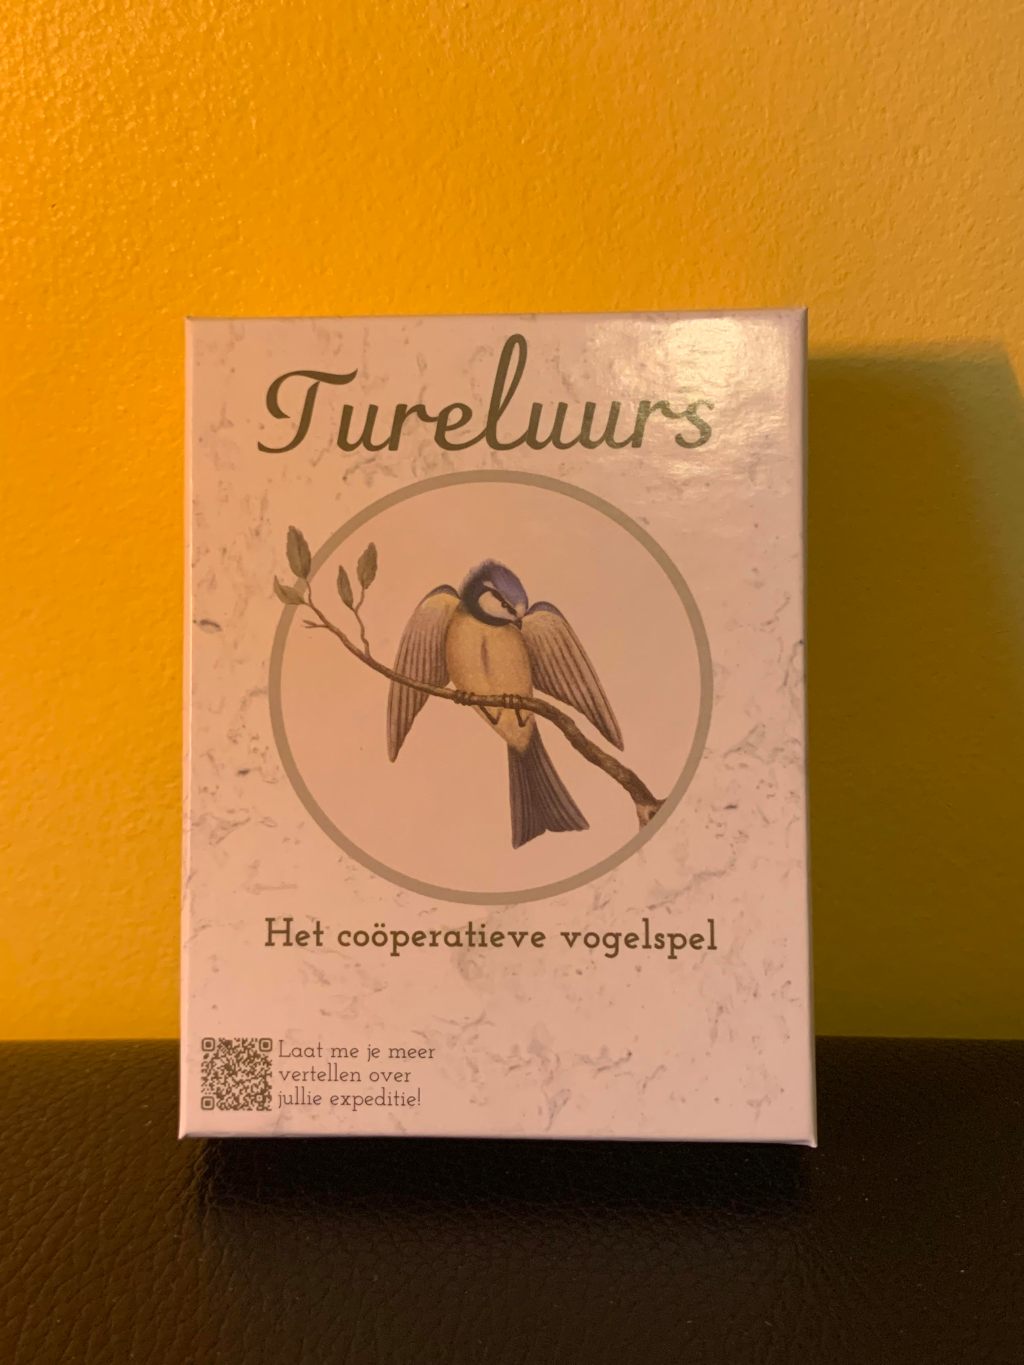 Tureluurs
Het coöperatieve vogelspel
Laat me je meer
vertellen over
jullie expeditie!